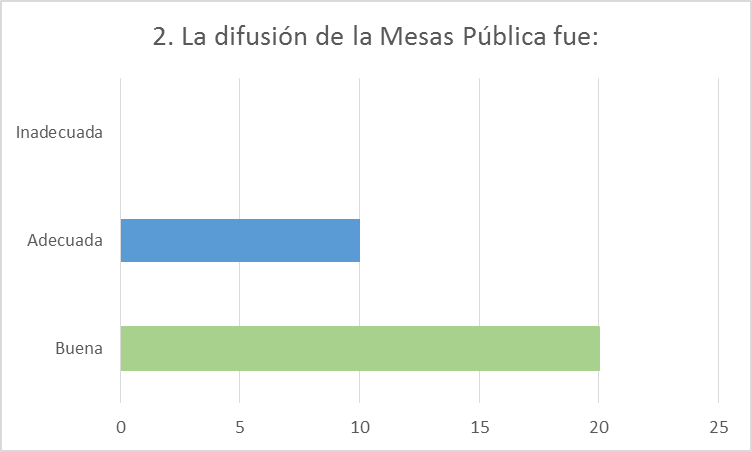 2. La difusión de la Mesas Pública fue:
Inadecuada
Adecuada
Buena
0 5 10 15 20 25